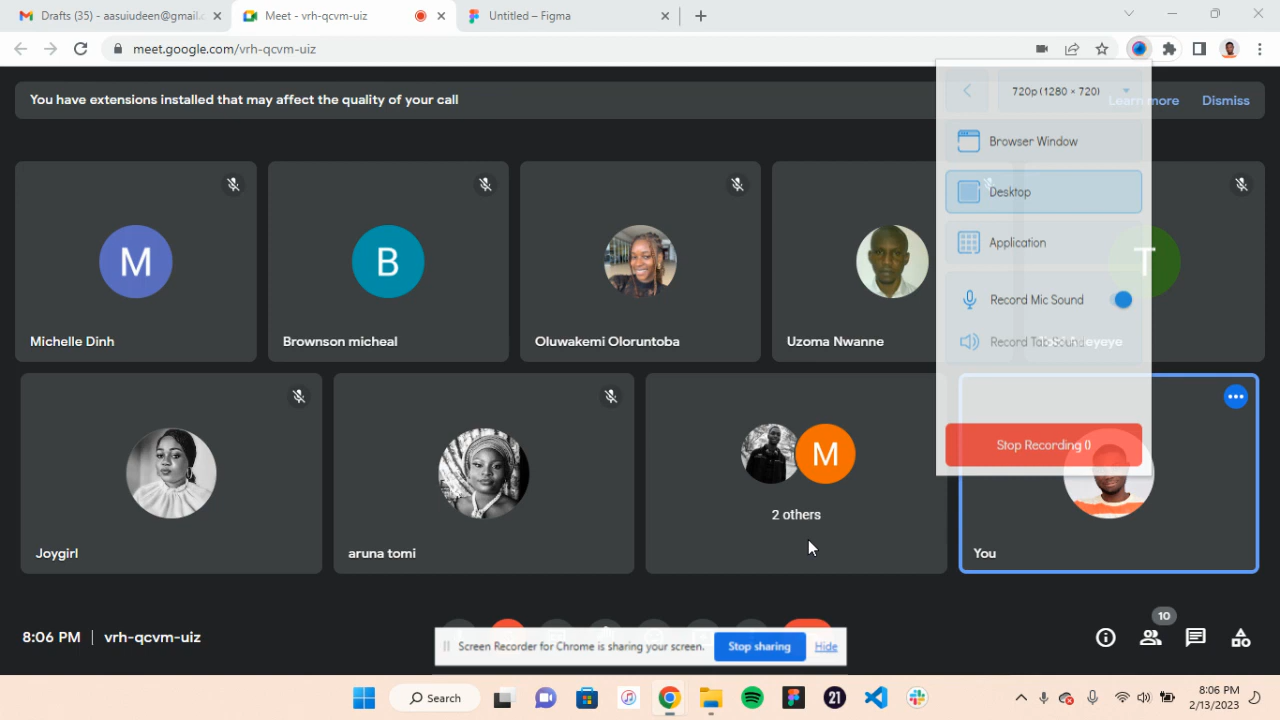 Drafts (35) - aasuiudeen@gmail.c
Meet - vrh-qcvm-uiz
Untitled – Figma
meet.google.com/vrh-qcvm-uiz
You have extensions installed that may affect the quality of your call
Learn more
Dismiss
720p (1280 × 720)
Browser Window
Desktop
Application
Record Mic Sound
Record Tab Sound
Stop Recording 0
M
B
T
Michelle Dinh
Brownson micheal
Oluwakemi Oloruntoba
Uzoma Nwanne
M
2 others
Joygirl
aruna tomi
You
8:06 PM
vrh-qcvm-uiz
10
Screen Recorder for Chrome is sharing your screen.
Stop sharing
Hide
Search
21
8:06 PM
2/13/2023